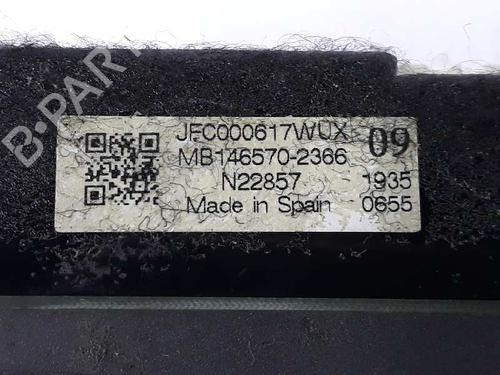 B-PARTS
JFC000617WUX 09
MB146570-2366
N22857 1935
Made in Spain 0655